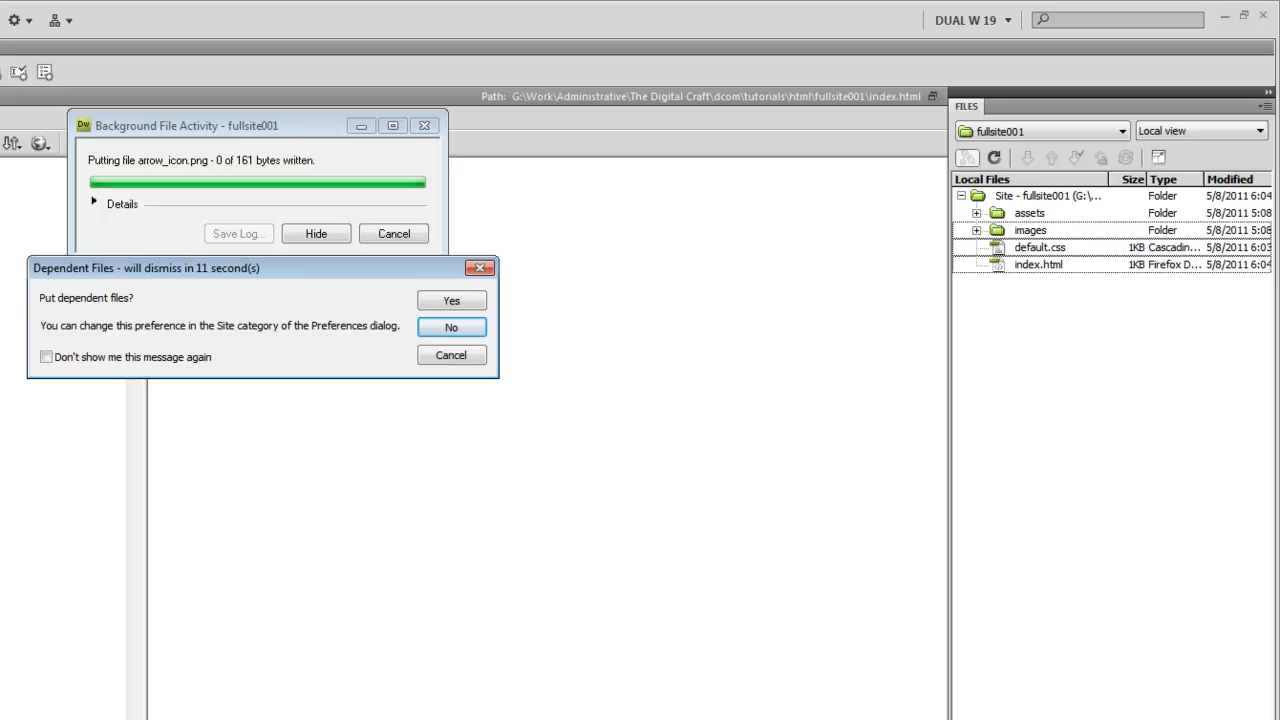 DUAL W 19
Path: G:\Work\Administrative\The Digital Craft\dcom\tutorials\html\fullsite001\index.html
FILES
fullsite001
Local view
Local Files Size Type Modified
Site - fullsite001 (G:\... Folder 5/8/2011 6:04
assets Folder 5/8/2011 5:08
images Folder 5/8/2011 5:08
default.css 1KB Cascadin... 5/8/2011 6:03
index.html 1KB Firefox D... 5/8/2011 6:04
Dw Background File Activity - fullsite001
Putting file arrow_icon.png - 0 of 161 bytes written.
Details
Save Log... Hide Cancel
Dependent Files - will dismiss in 11 second(s)
Put dependent files?
Yes
You can change this preference in the Site category of the Preferences dialog.
No
Don't show me this message again
Cancel